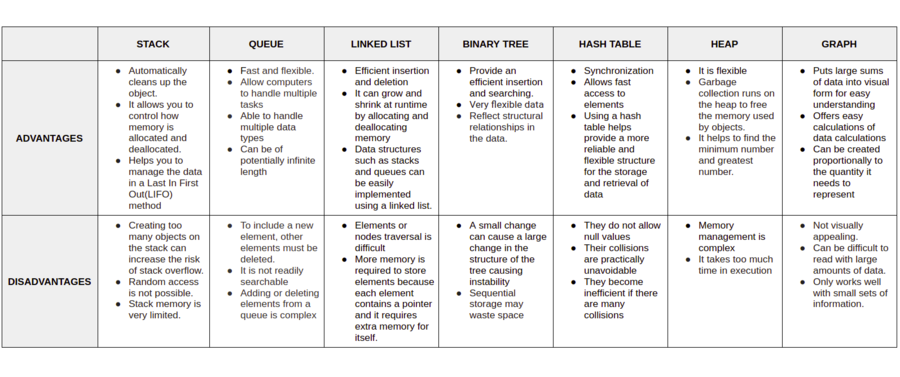 STACK QUEUE LINKED LIST BINARY TREE HASH TABLE HEAP GRAPH
ADVANTAGES
● Automatically
cleans up the
object.
● It allows you to
control how
memory is
allocated and
deallocated.
● Helps you to
manage the data
in a Last In First
Out(LIFO)
method
● Fast and flexible.
● Allow computers
to handle multiple
tasks
● Able to handle
multiple data
types
● Can be of
potentially infinite
length
● Efficient insertion
and deletion
● It can grow and
shrink at runtime
by allocating and
deallocating
memory
● Data structures
such as stacks
and queues can
be easily
implemented
using a linked list.
● Provide an
efficient insertion
and searching.
● Very flexible data
● Reflect structural
relationships in
the data.
● Synchronization
● Allows fast
access to
elements
● Using a hash
table helps
provide a more
reliable and
flexible structure
for the storage
and retrieval of
data
● It is flexible
● Garbage
collection runs on
the heap to free
the memory used
by objects.
● It helps to find the
minimum number
and greatest
number.
● Puts large sums
of data into visual
form for easy
understanding
● Offers easy
calculations of
data calculations
● Can be created
proportionally to
the quantity it
needs to
represent
DISADVANTAGES
● Creating too
many objects on
the stack can
increase the risk
of stack overflow.
● Random access
is not possible.
● Stack memory is
very limited.
● To include a new
element, other
elements must be
deleted.
● It is not readily
searchable
● Adding or deleting
elements from a
queue is complex
● Elements or
nodes traversal is
difficult
● More memory is
required to store
elements because
each element
contains a pointer
and it requires
extra memory for
itself.
● A small change
can cause a large
change in the
structure of the
tree causing
instability
● Sequential
storage may
waste space
● They do not allow
null values
● Their collisions
are practically
unavoidable
● They become
inefficient if there
are many
collisions
● Memory
management is
complex
● It takes too much
time in execution
● Not visually
appealing.
● Can be difficult to
read with large
amounts of data.
● Only works well
with small sets of
information.